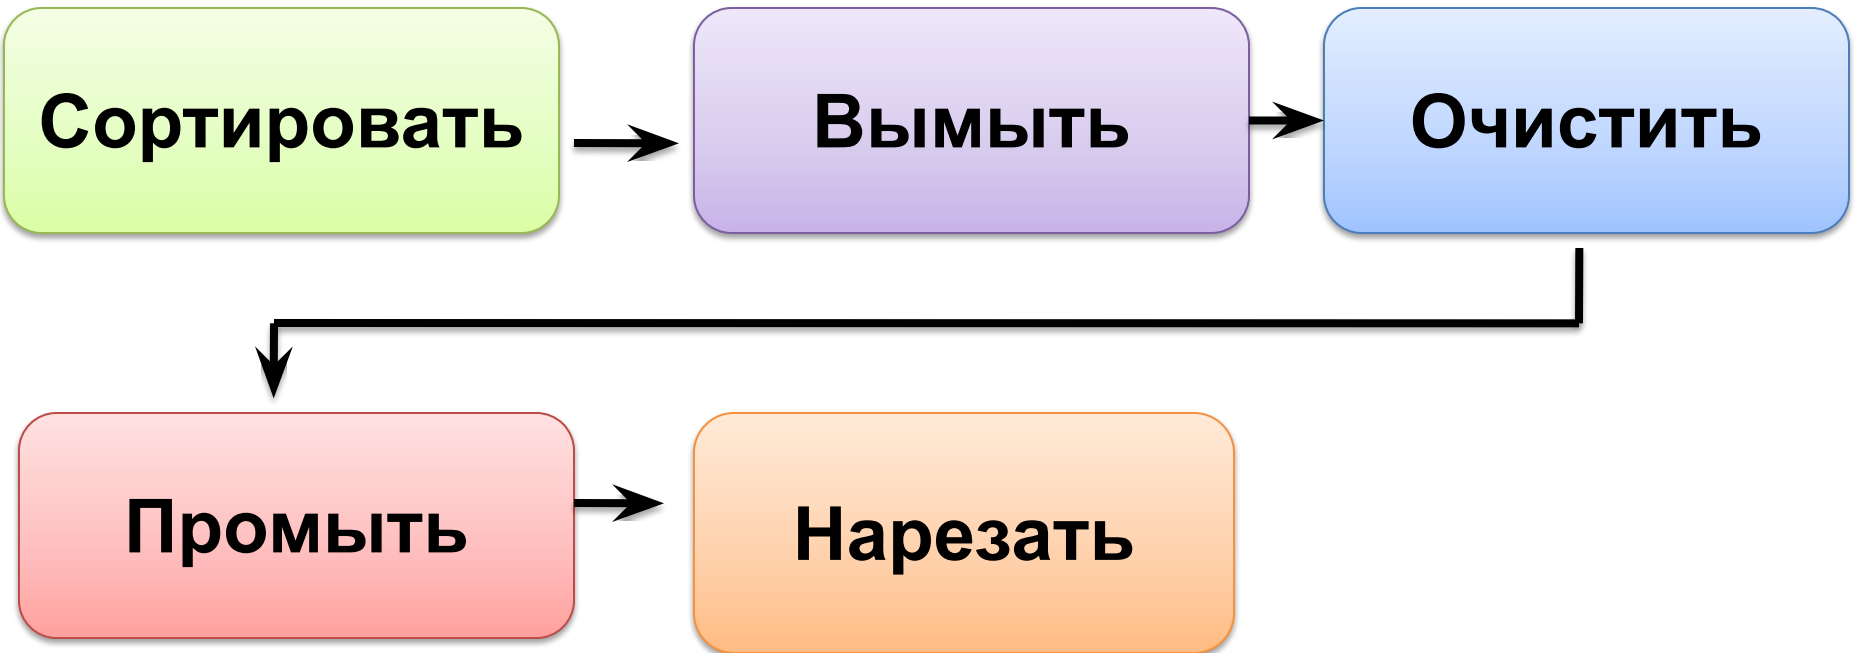 Сортировать
Вымыть
Очистить
Промыть
Нарезать